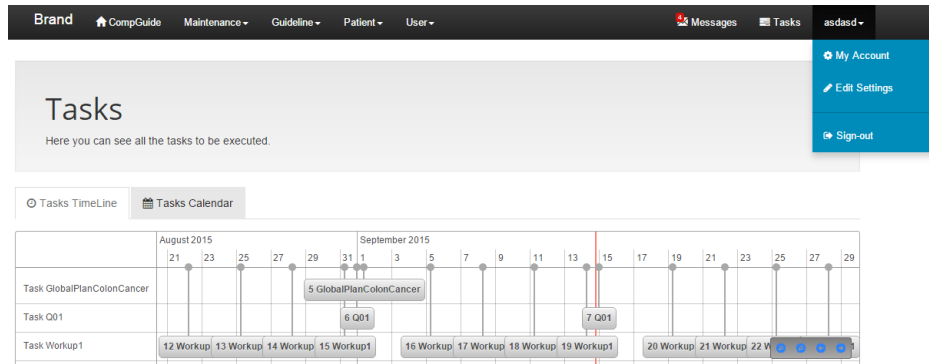 Brand CompGuide Maintenance Guideline Patient User 4 Messages Tasks asdasd
My Account
Edit Settings
Sign-out
Tasks
Here you can see all the tasks to be executed.
Tasks TimeLine Tasks Calendar
August 2015 September 2015
21 23 25 27 29 31 1 3 5 7 9 11 13 15 17 19 21 23 25 27 29
Task GlobalPlanColonCancer 5 GlobalPlanColonCancer
Task Q01 6 Q01 7 Q01
Task Workup1 12 Workup 13 Workup 14 Workup 15 Workup1 16 Workup 17 Workup 18 Workup 19 Workup1 20 Workup 21 Workup 22 W